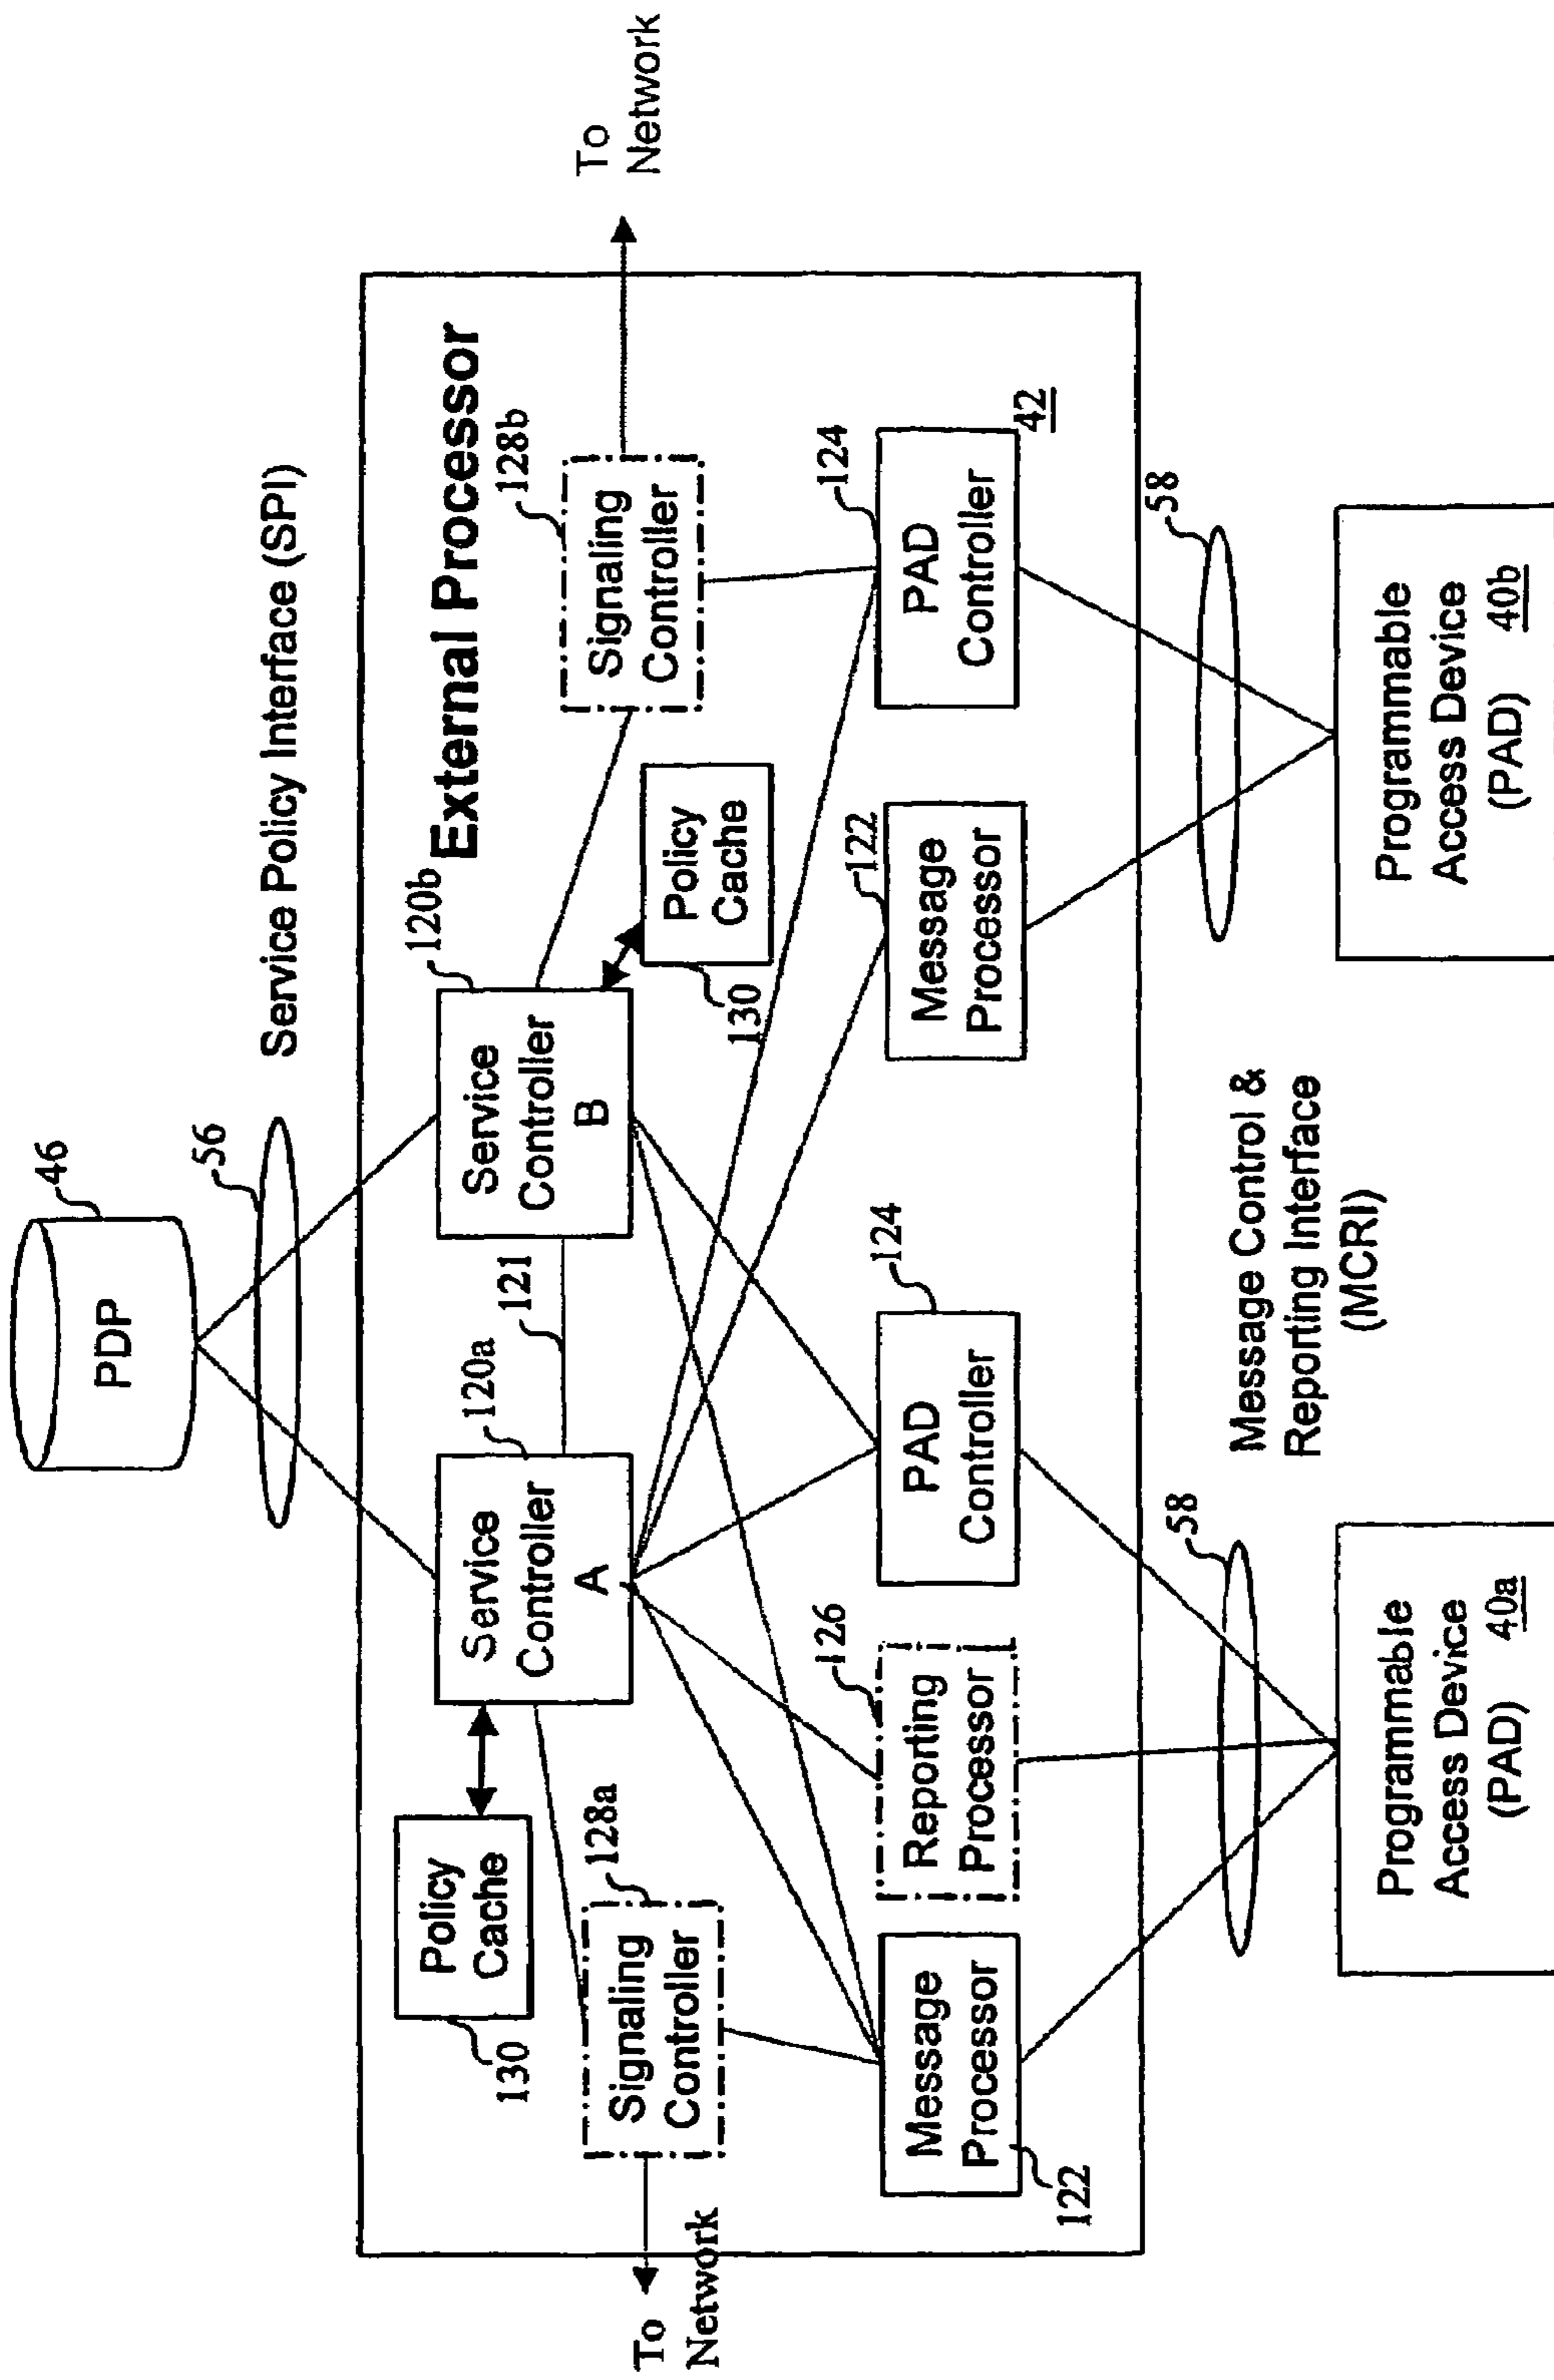 PDP
46
56
Service Policy Interface (SPI)
External Processor
Policy
Cache
130
Service
Controller
A
120a
121
Service
Controller
B
120b
Policy
Cache
130
Signaling
Controller
128a
To
Network
Signaling
Controller
128b
To
Network
Message
Processor
122
Reporting
Processor
126
PAD
Controller
124
Message
Processor
122
PAD
Controller
124
42
58
Message Control &
Reporting Interface
(MCRI)
58
Programmable
Access Device
(PAD) 40a
Programmable
Access Device
(PAD) 40b